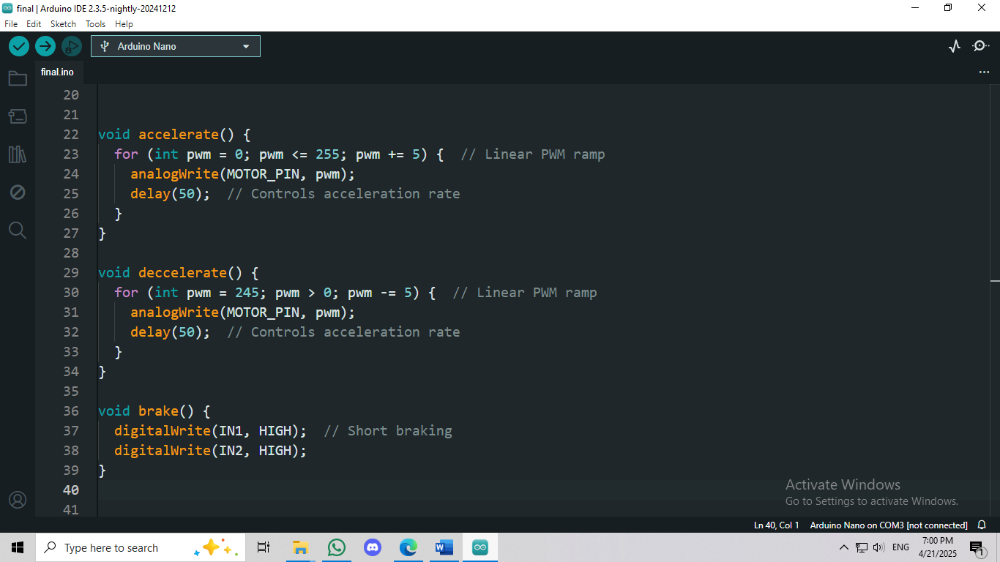 final | Arduino IDE 2.3.5-nightly-20241212
File Edit Sketch Tools Help
Arduino Nano
final.ino
20
21
22 void accelerate() {
23 for (int pwm = 0; pwm <= 255; pwm += 5) { // Linear PWM ramp
24 analogWrite(MOTOR_PIN, pwm);
25 delay(50); // Controls acceleration rate
26 }
27 }
28
29 void deccelerate() {
30 for (int pwm = 245; pwm > 0; pwm -= 5) { // Linear PWM ramp
31 analogWrite(MOTOR_PIN, pwm);
32 delay(50); // Controls acceleration rate
33 }
34 }
35
36 void brake() {
37 digitalWrite(IN1, HIGH); // Short braking
38 digitalWrite(IN2, HIGH);
39 }
40
41
Activate Windows
Go to Settings to activate Windows.
Ln 40, Col 1 Arduino Nano on COM3 [not connected]
Type here to search
ENG
7:00 PM
4/21/2025
1